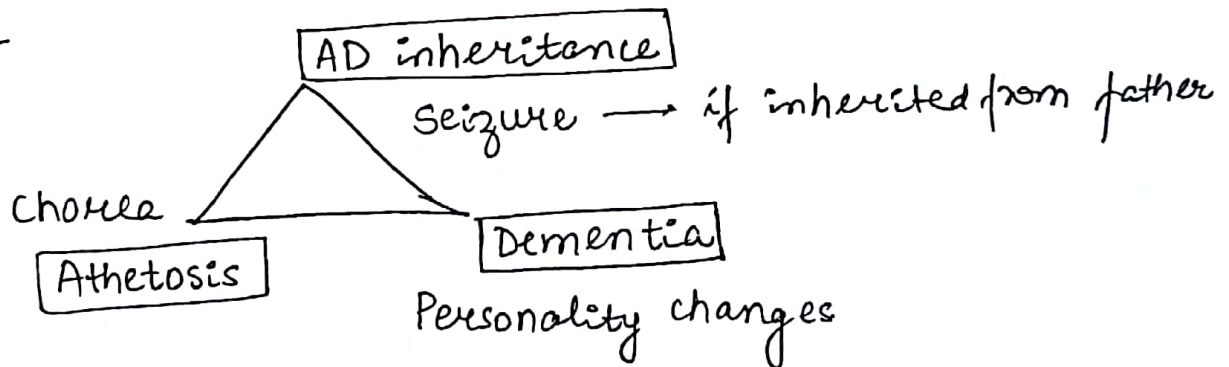 AD inheritance
Seizure → if inherited from father
Chorea
Athetosis
Dementia
Personality changes